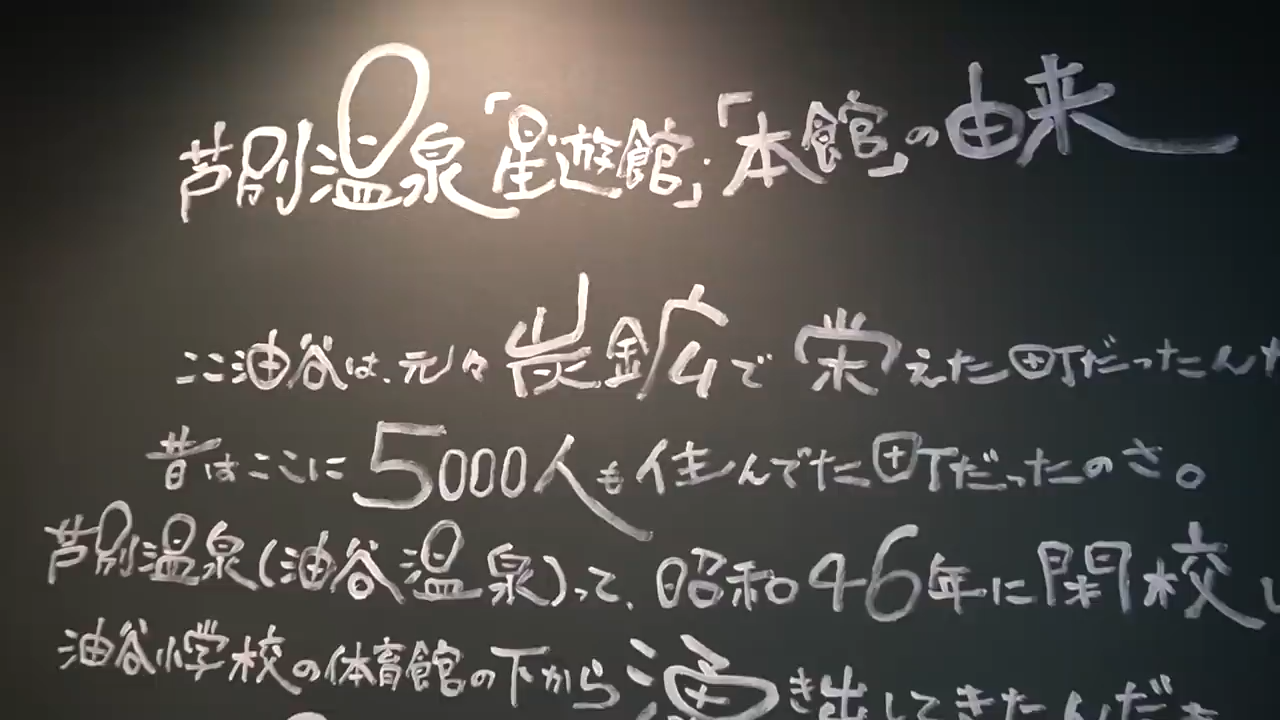 芦別温泉「星遊館」・「本館」の由来
ここ油谷は、元々炭鉱で栄えた町だったん
昔はここに5000人も住んでた町だったのさ。
芦別温泉(油谷温泉)って、昭和46年に閉校し
油谷小学校の体育館の下から湧き出してきたんだ